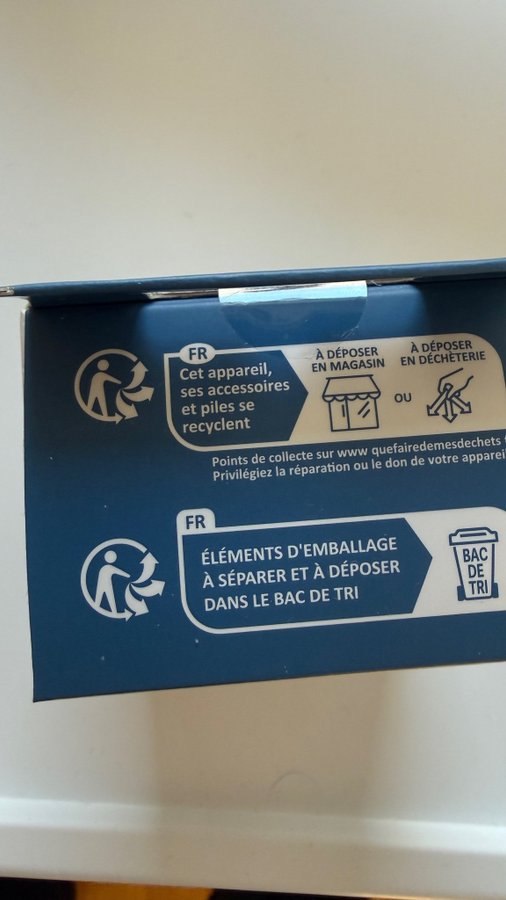 FR
Cet appareil,
ses accessoires
et piles se
recyclent
À DÉPOSER
EN MAGASIN
OU
À DÉPOSER
EN DÉCHÈTERIE
Points de collecte sur www quefairedemesdechets
Privilégiez la réparation ou le don de votre appareil
FR
ÉLÉMENTS D'EMBALLAGE
À SÉPARER ET À DÉPOSER
DANS LE BAC DE TRI
BAC
DE
TRI